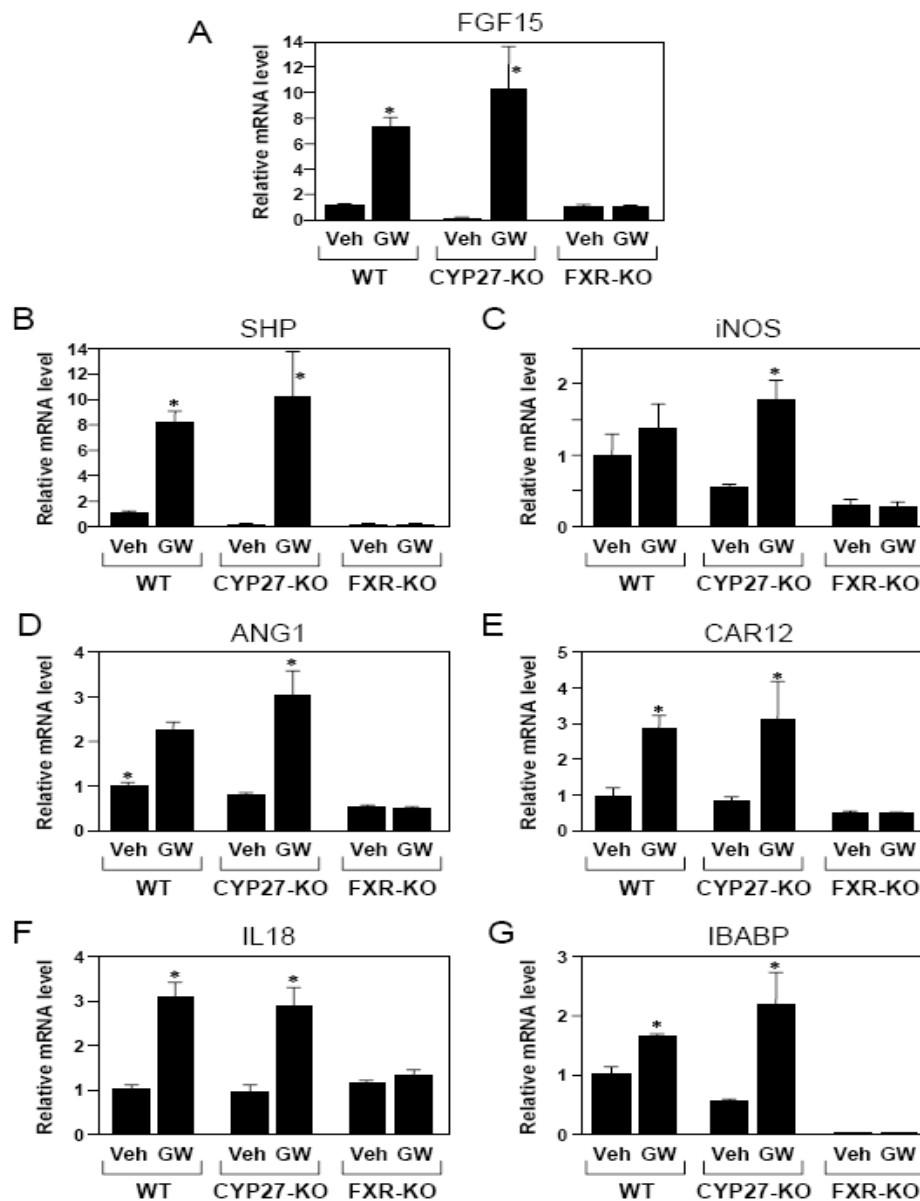 A
FGF15
Relative mRNA level
14
12
10
8
6
4
2
0
*
*
Veh GW Veh GW Veh GW
WT CYP27-KO FXR-KO
B
SHP
Relative mRNA level
14
12
10
8
6
4
2
0
*
*
Veh GW Veh GW Veh GW
WT CYP27-KO FXR-KO
C
iNOS
Relative mRNA level
2
1
0
*
Veh GW Veh GW Veh GW
WT CYP27-KO FXR-KO
D
ANG1
Relative mRNA level
4
3
2
1
0
*
*
Veh GW Veh GW Veh GW
WT CYP27-KO FXR-KO
E
CAR12
Relative mRNA level
5
4
3
2
1
0
*
*
Veh GW Veh GW Veh GW
WT CYP27-KO FXR-KO
F
IL18
Relative mRNA level
4
3
2
1
0
*
*
Veh GW Veh GW Veh GW
WT CYP27-KO FXR-KO
G
IBABP
Relative mRNA level
3
2
1
0
*
*
Veh GW Veh GW Veh GW
WT CYP27-KO FXR-KO